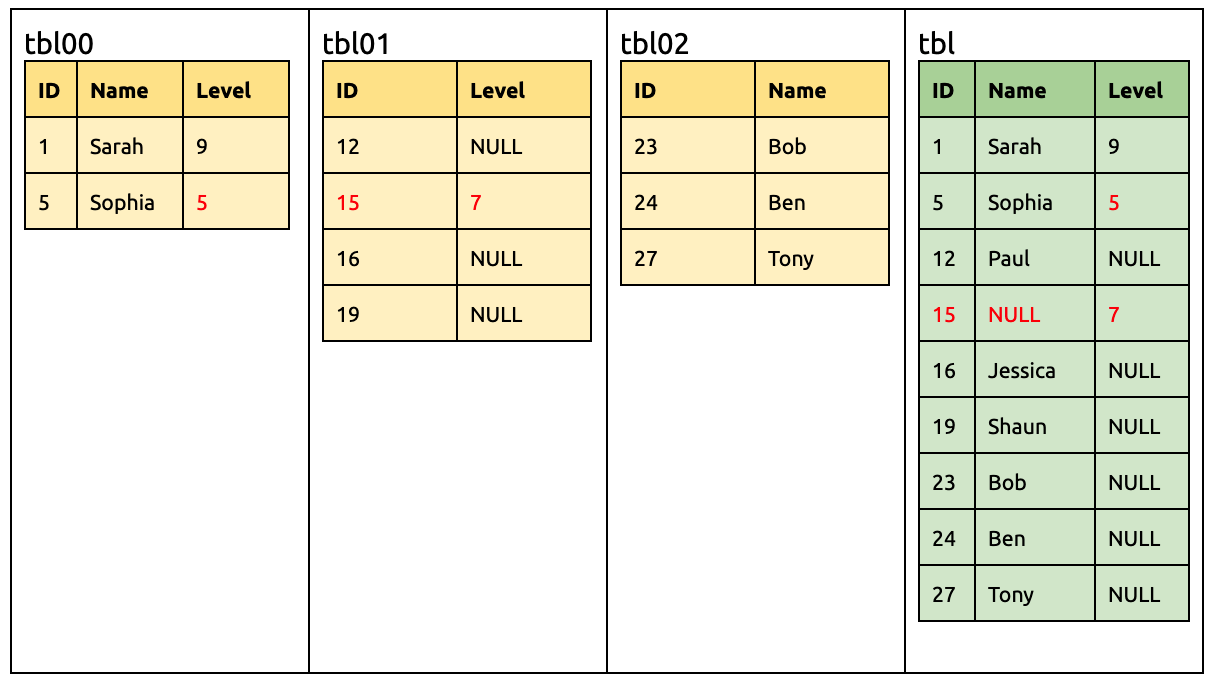 tbl00
ID Name Level
1 Sarah 9
5 Sophia 5
tbl01
ID Level
12 NULL
15 7
16 NULL
19 NULL
tbl02
ID Name
23 Bob
24 Ben
27 Tony
tbl
ID Name Level
1 Sarah 9
5 Sophia 5
12 Paul NULL
15 NULL 7
16 Jessica NULL
19 Shaun NULL
23 Bob NULL
24 Ben NULL
27 Tony NULL